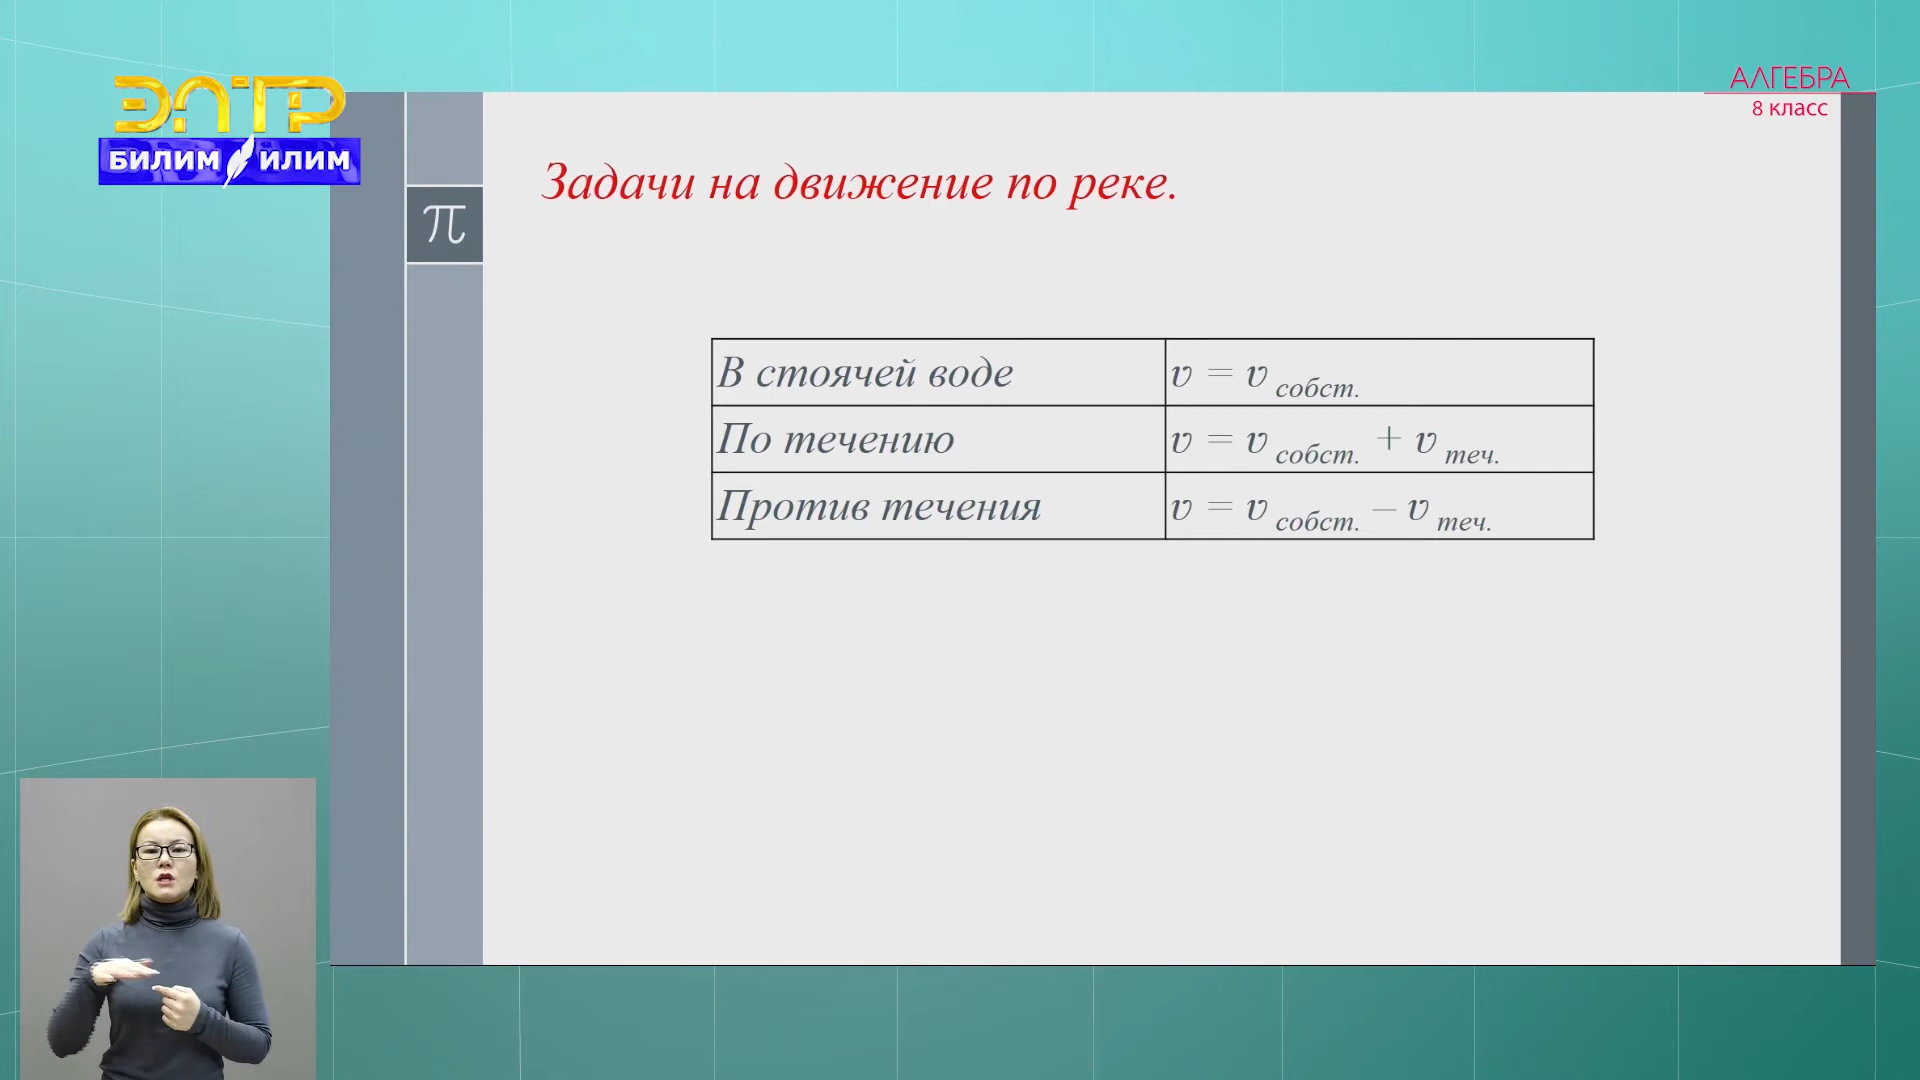 ЭЛТР
БИЛИМ ИЛИМ
АЛГЕБРА
8 класс
π
Задачи на движение по реке.
В стоячей воде v = v собст.
По течению v = v собст. + v теч.
Против течения v = v собст. – v теч.